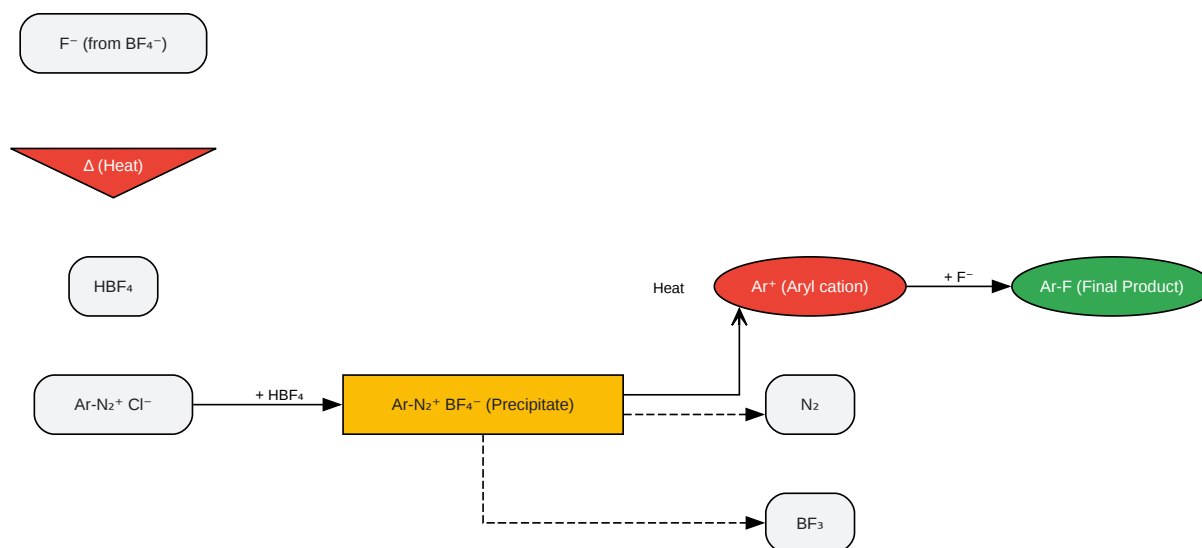 F⁻ (from BF₄⁻)
Δ (Heat)
HBF₄
Heat
Ar⁺ (Aryl cation)
+ F⁻
Ar-F (Final Product)
Ar-N₂⁺ Cl⁻
+ HBF₄
Ar-N₂⁺ BF₄⁻ (Precipitate)
N₂
BF₃